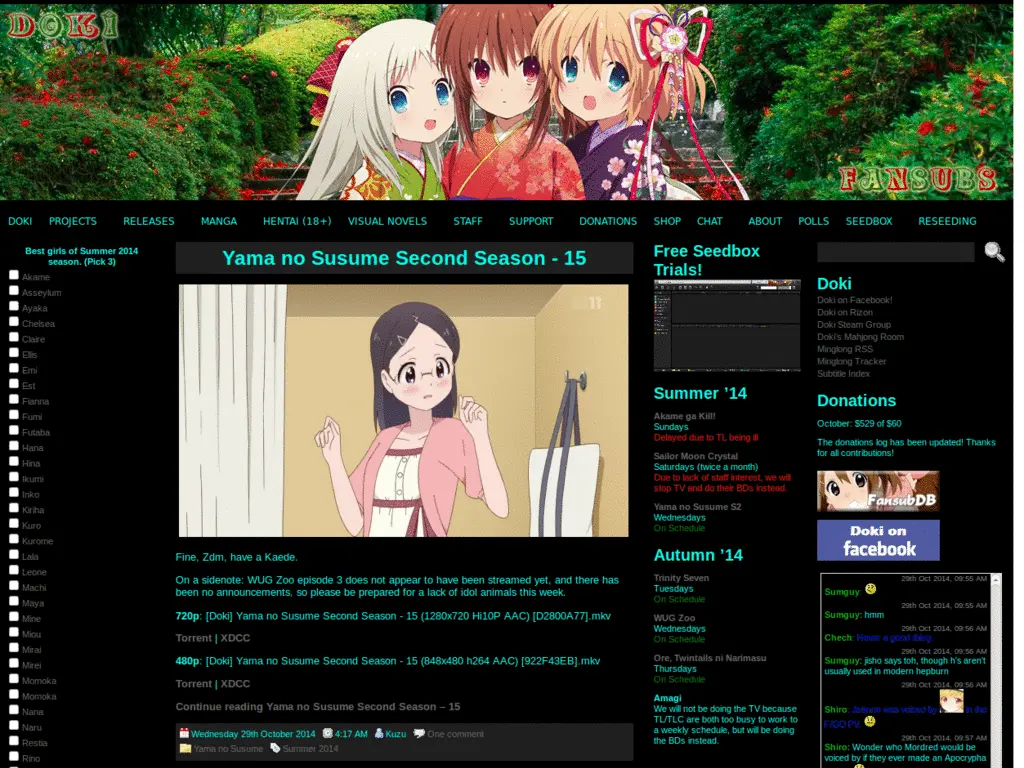 DOKI
FANSUBS
DOKI PROJECTS RELEASES MANGA HENTAI (18+) VISUAL NOVELS STAFF SUPPORT DONATIONS SHOP CHAT ABOUT POLLS SEEDBOX RESEEDING
Best girls of Summer 2014
season. (Pick 3)
Akame
Asseylum
Ayaka
Chelsea
Claire
Ellis
Emi
Est
Fianna
Fumi
Futaba
Hana
Hina
Ikumi
Inko
Kiriha
Kuro
Kurome
Lala
Leone
Machi
Maya
Mine
Miou
Mirai
Mirei
Momoka
Momoka
Nana
Naru
Restia
Rino
Yama no Susume Second Season - 15
Fine, Zdm, have a Kaede.
On a sidenote: WUG Zoo episode 3 does not appear to have been streamed yet, and there has
been no announcements, so please be prepared for a lack of idol animals this week.
720p: [Doki] Yama no Susume Second Season - 15 (1280x720 Hi10P AAC) [D2800A77].mkv
Torrent | XDCC
480p: [Doki] Yama no Susume Second Season - 15 (848x480 h264 AAC) [922F43EB].mkv
Torrent | XDCC
Continue reading Yama no Susume Second Season – 15
Wednesday 29th October 2014 4:17 AM Kuzu One comment
Yama no Susume Summer 2014
Free Seedbox
Trials!
Summer ’14
Akame ga Kill!
Sundays
Delayed due to TL being ill
Sailor Moon Crystal
Saturdays (twice a month)
Due to lack of staff interest, we will
stop TV and do their BDs instead.
Yama no Susume S2
Wednesdays
On Schedule
Autumn ’14
Trinity Seven
Tuesdays
On Schedule
WUG Zoo
Wednesdays
On Schedule
Ore, Twintails ni Narimasu
Thursdays
On Schedule
Amagi
We will not be doing the TV because
TL/TLC are both too busy to work to
a weekly schedule, but will be doing
the BDs instead.
Doki
Doki on Facebook!
Doki on Rizon
Doki Steam Group
Doki's Mahjong Room
Minglong RSS
Minglong Tracker
Subtitle Index
Donations
October: $529 of $60
The donations log has been updated! Thanks
for all contributions!
FansubDB
Doki on
facebook
29th Oct 2014, 09:55 AM
Sumguy:
29th Oct 2014, 09:55 AM
Sumguy: hmm
29th Oct 2014, 09:56 AM
Chech: Never a good thing
29th Oct 2014, 09:56 AM
Sumguy: jisho says toh, though h's aren't
usually used in modern hepburn
29th Oct 2014, 09:56 AM
Shiro: Jeanne was voiced by in the
F/GO PV.
29th Oct 2014, 09:57 AM
Shiro: Wonder who Mordred would be
voiced by if they ever made an Apocrypha